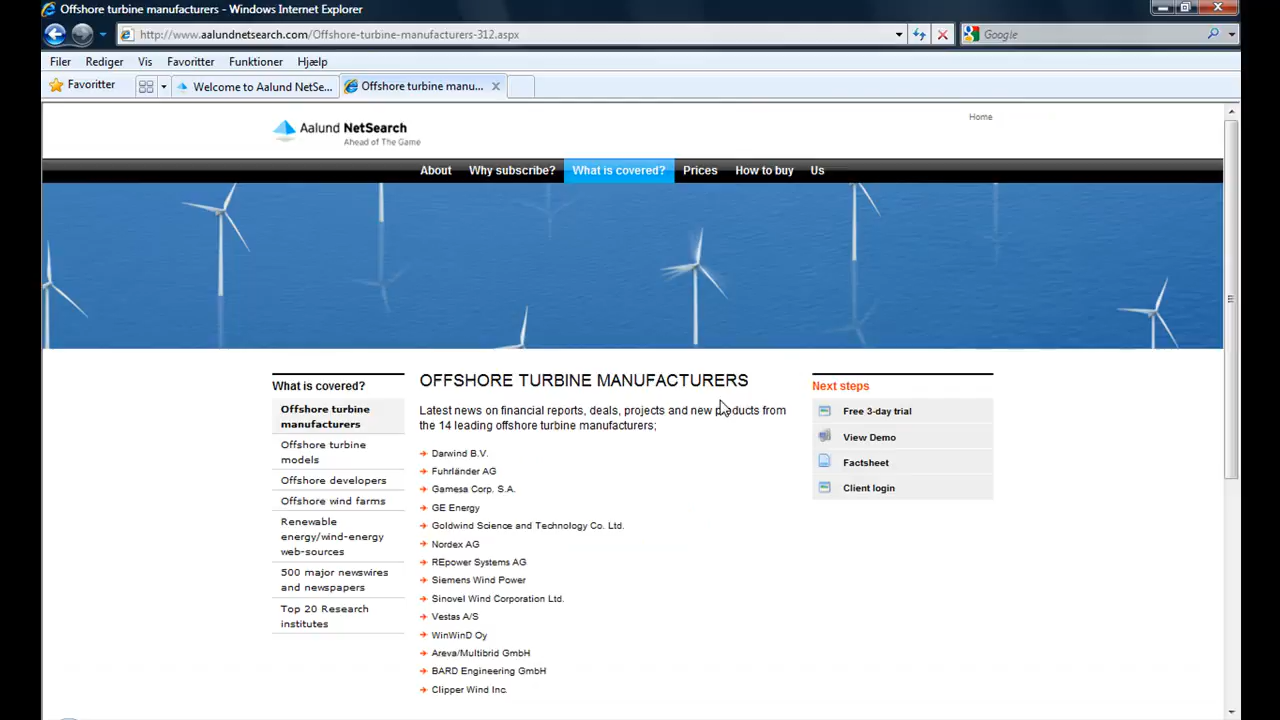 Offshore turbine manufacturers - Windows Internet Explorer
http://www.aalundnetsearch.com/Offshore-turbine-manufacturers-312.aspx
Google
Filer Rediger Vis Favoritter Funktioner Hjælp
Favoritter
Welcome to Aalund NetSe...
Offshore turbine manu...
Aalund NetSearch
Ahead of The Game
Home
About Why subscribe? What is covered? Prices How to buy Us
What is covered?
Offshore turbine
manufacturers
Offshore turbine
models
Offshore developers
Offshore wind farms
Renewable
energy/wind-energy
web-sources
500 major newswires
and newspapers
Top 20 Research
institutes
OFFSHORE TURBINE MANUFACTURERS
Latest news on financial reports, deals, projects and new products from
the 14 leading offshore turbine manufacturers;
Darwind B.V.
Fuhrländer AG
Gamesa Corp, S.A.
GE Energy
Goldwind Science and Technology Co. Ltd.
Nordex AG
REpower Systems AG
Siemens Wind Power
Sinovel Wind Corporation Ltd.
Vestas A/S
WinWinD Oy
Areva/Multibrid GmbH
BARD Engineering GmbH
Clipper Wind Inc.
Next steps
Free 3-day trial
View Demo
Factsheet
Client login